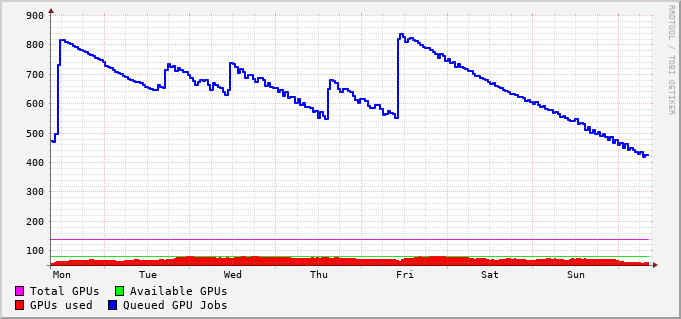 900
800
700
600
500
400
300
200
100
Mon Tue Wed Thu Fri Sat Sun
Total GPUs Available GPUs
GPUs used Queued GPU Jobs
RRDTOOL / TOBI OETIKER